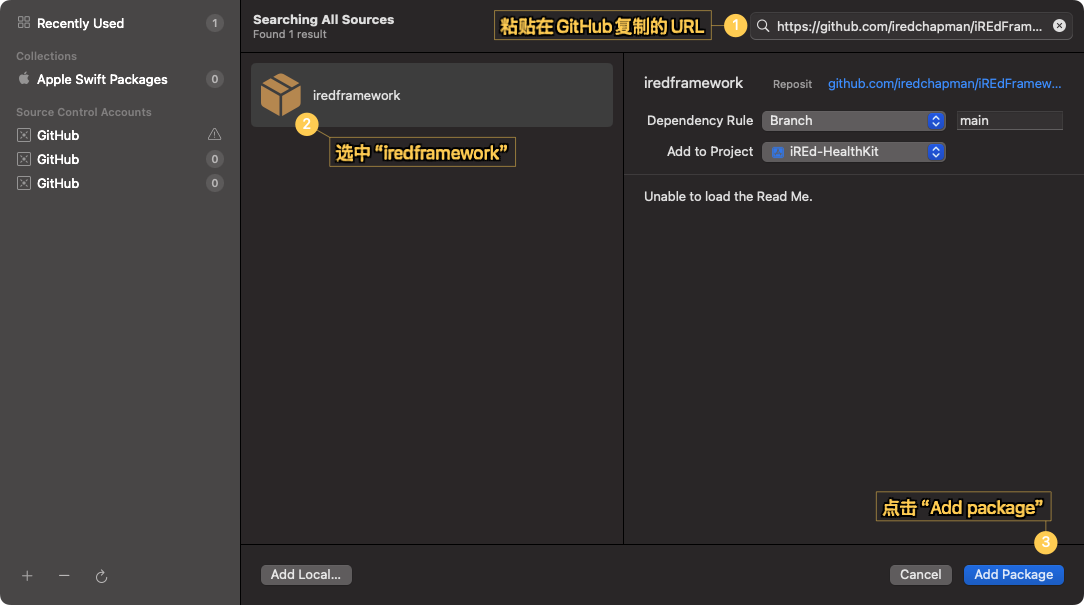 Recently Used 1
Collections
Apple Swift Packages 0
Source Control Accounts
GitHub
GitHub 0
GitHub 0
Searching All Sources
Found 1 result
粘贴在 GitHub 复制的 URL
1
https://github.com/iredchapman/iREdFram...
iredframework
2
选中 “iredframework”
iredframework Reposit github.com/iredchapman/iREdFramew...
Dependency Rule Branch main
Add to Project iREd-HealthKit
Unable to load the Read Me.
点击 “Add package”
3
Add Local... Cancel Add Package